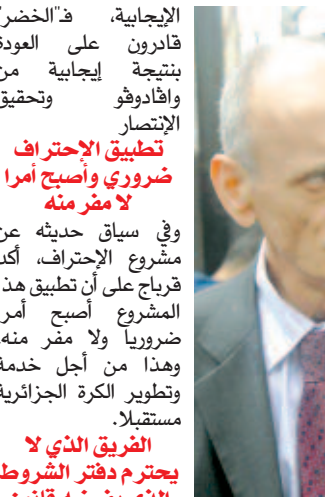 الإيجابية، فـ"الخضر"
قادرون على العودة
بنتيجة إيجابية من
واڤادوڤو وتحقيق
الإنتصار
تطبيق الإحتراف
ضروري وأصبح أمرا
لا مفر منه
وفي سياق حديثه عن
مشروع الإحتراف، أكد
قرباج على أن تطبيق هذا
المشروع أصبح أمرا
ضروريا ولا مفر منه،
وهذا من أجل خدمة
وتطوير الكرة الجزائرية
مستقبلا.
الفريق الذي لا
يحترم دفتر الشروط